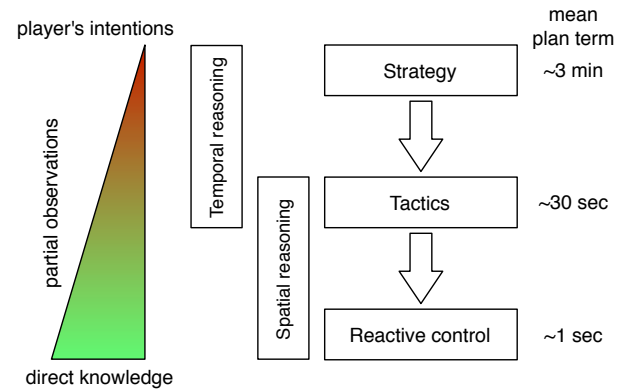 player's intentions
partial observations
direct knowledge
Temporal reasoning
Spatial reasoning
mean
plan term
Strategy
~3 min
Tactics
~30 sec
Reactive control
~1 sec